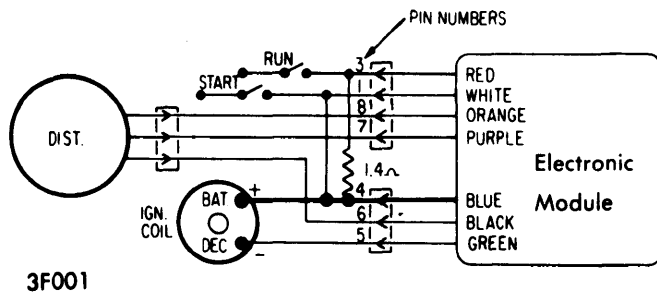 PIN NUMBERS
RUN
START
3
1
8
7
RED
WHITE
ORANGE
PURPLE
DIST.
1.4Ω
Electronic
Module
IGN.
COIL
BAT
+
DEC
-
4
6
5
BLUE
BLACK
GREEN
3F001